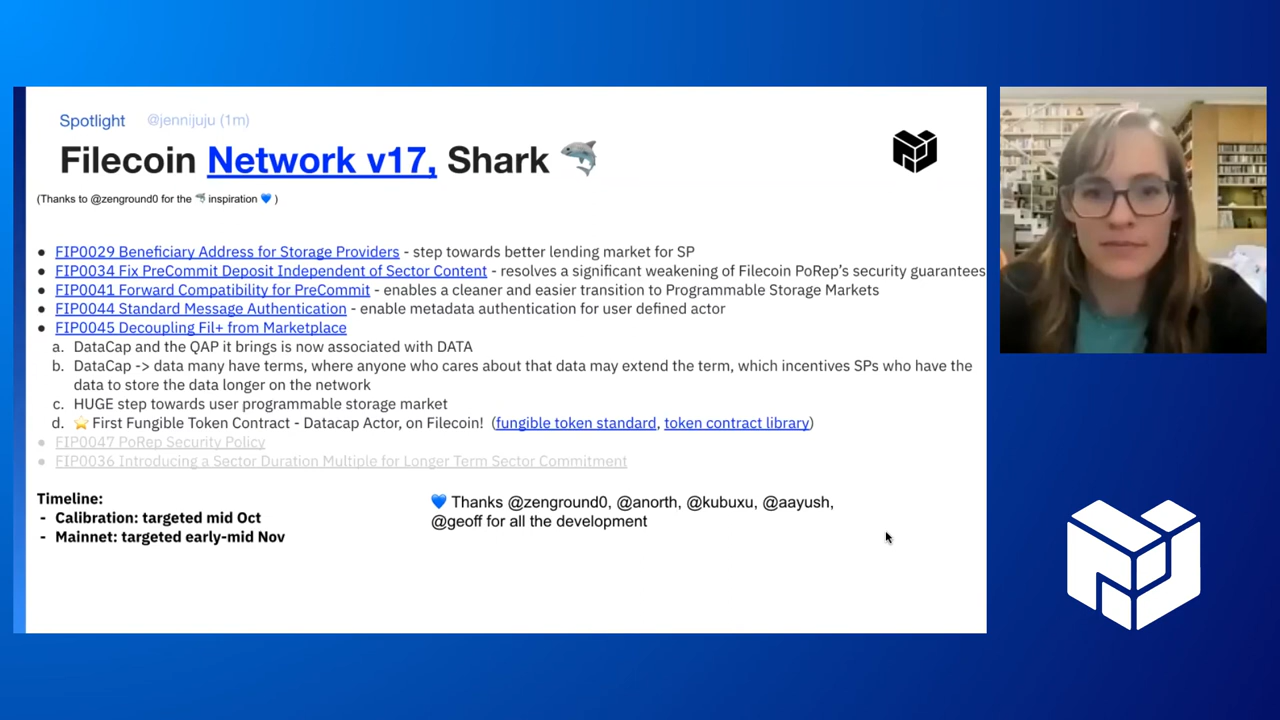 Spotlight @jennijuju (1m)
Filecoin Network v17, Shark 🦈
(Thanks to @zenground0 for the 🦈 inspiration 💙 )
● FIP0029 Beneficiary Address for Storage Providers - step towards better lending market for SP
● FIP0034 Fix PreCommit Deposit Independent of Sector Content - resolves a significant weakening of Filecoin PoRep's security guarantees
● FIP0041 Forward Compatibility for PreCommit - enables a cleaner and easier transition to Programmable Storage Markets
● FIP0044 Standard Message Authentication - enable metadata authentication for user defined actor
● FIP0045 Decoupling Fil+ from Marketplace
a. DataCap and the QAP it brings is now associated with DATA
b. DataCap -> data many have terms, where anyone who cares about that data may extend the term, which incentives SPs who have the
data to store the data longer on the network
c. HUGE step towards user programmable storage market
d. ⭐ First Fungible Token Contract - Datacap Actor, on Filecoin! (fungible token standard, token contract library)
● FIP0047 PoRep Security Policy
● FIP0036 Introducing a Sector Duration Multiple for Longer Term Sector Commitment
Timeline:
- Calibration: targeted mid Oct
- Mainnet: targeted early-mid Nov
💙 Thanks @zenground0, @anorth, @kubuxu, @aayush,
@geoff for all the development